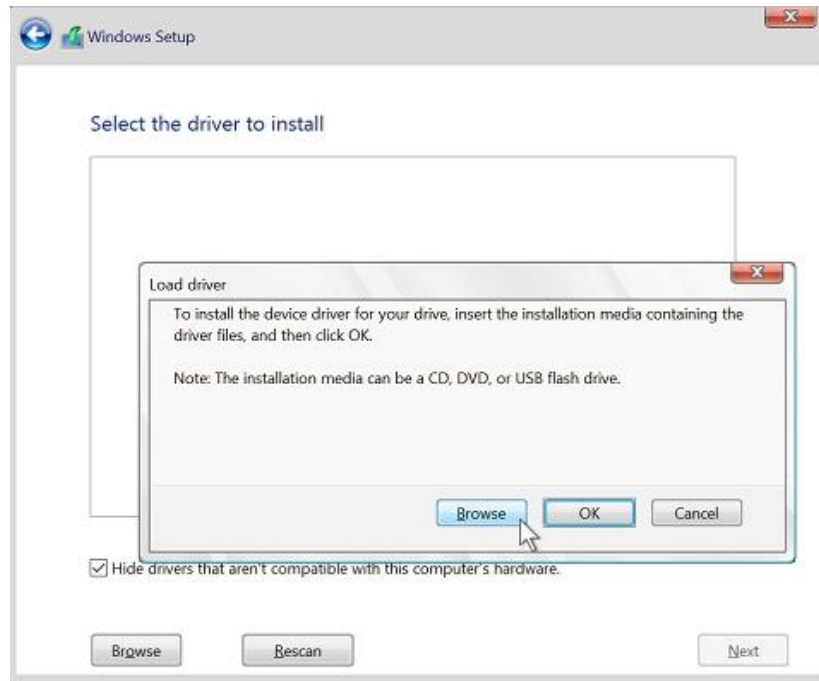 Windows Setup
Select the driver to install
Load driver
To install the device driver for your drive, insert the installation media containing the
driver files, and then click OK.
Note: The installation media can be a CD, DVD, or USB flash drive.
Browse OK Cancel
Hide drivers that aren't compatible with this computer's hardware.
Browse Rescan Next